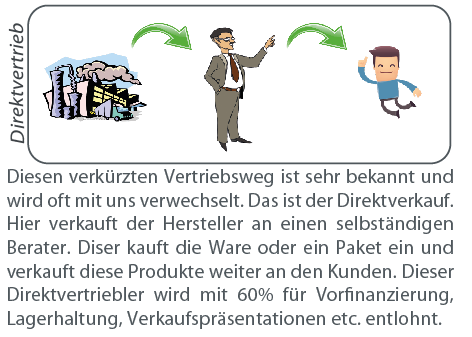 Direktvertrieb
Diesen verkürzten Vertriebsweg ist sehr bekannt und
wird oft mit uns verwechselt. Das ist der Direktverkauf.
Hier verkauft der Hersteller an einen selbständigen
Berater. Diser kauft die Ware oder ein Paket ein und
verkauft diese Produkte weiter an den Kunden. Dieser
Direktvertriebler wird mit 60% für Vorfinanzierung,
Lagerhaltung, Verkaufspräsentationen etc. entlohnt.